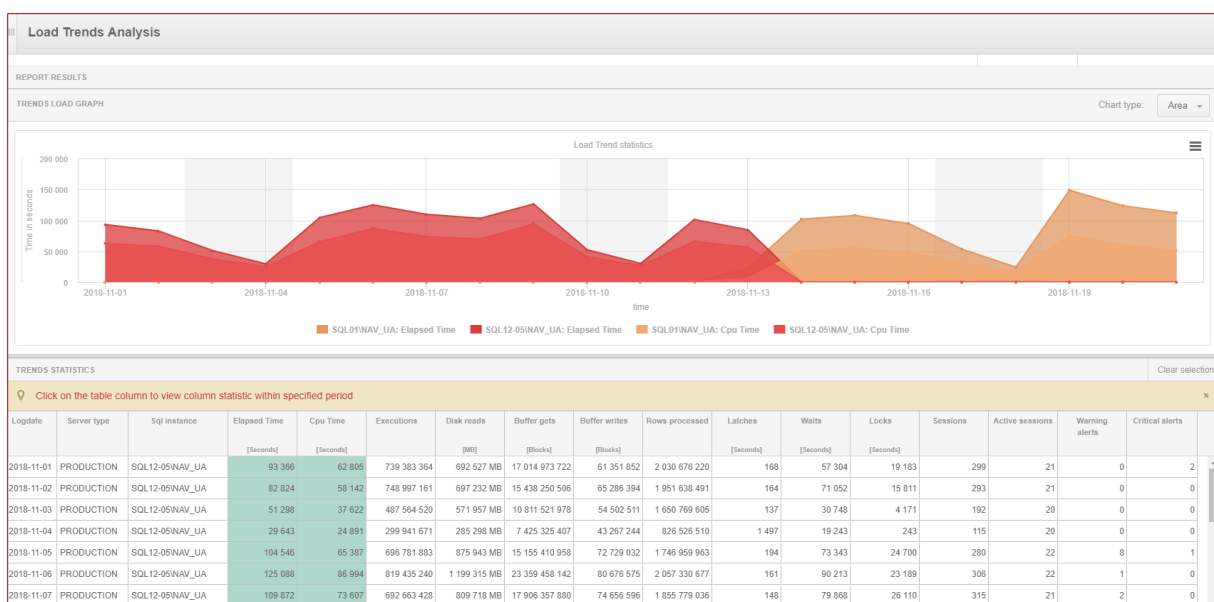 Load Trends Analysis
REPORT RESULTS
TRENDS LOAD GRAPH
Chart type: Area
Load Trend statistics
200 000
150 000
100 000
50 000
0
Time in seconds
2018-11-01 2018-11-04 2018-11-07 2018-11-10 2018-11-13 2018-11-16 2018-11-19
time
SQL01\NAV_UA: Elapsed Time SQL12-05\NAV_UA: Elapsed Time SQL01\NAV_UA: Cpu Time SQL12-05\NAV_UA: Cpu Time
TRENDS STATISTICS Clear selection
Click on the table column to view column statistic within specified period ×
Logdate Server type Sql instance Elapsed Time Cpu Time Executions Disk reads Buffer gets Buffer writes Rows processed Latches Waits Locks Sessions Active sessions Warning alerts Critical alerts
[Seconds] [Seconds] [MB] [Blocks] [Blocks] [Seconds] [Seconds] [Seconds]
2018-11-01 PRODUCTION SQL12-05\NAV_UA 93 366 62 805 739 383 364 692 527 MB 17 014 973 722 61 351 852 2 030 676 220 168 57 304 19 183 299 21 0 2
2018-11-02 PRODUCTION SQL12-05\NAV_UA 82 824 58 142 748 997 161 697 232 MB 15 438 250 506 65 286 394 1 951 638 491 164 71 052 15 811 293 21 0 0
2018-11-03 PRODUCTION SQL12-05\NAV_UA 51 298 37 622 487 564 520 571 957 MB 10 811 521 978 54 502 511 1 650 769 605 137 30 748 4 171 192 20 0 0
2018-11-04 PRODUCTION SQL12-05\NAV_UA 29 643 24 891 299 941 671 285 298 MB 7 425 325 407 43 267 244 826 526 510 1 497 19 243 243 115 20 0 0
2018-11-05 PRODUCTION SQL12-05\NAV_UA 104 546 65 387 696 781 883 875 943 MB 15 155 410 958 72 729 032 1 746 959 963 194 73 343 24 700 280 22 8 1
2018-11-06 PRODUCTION SQL12-05\NAV_UA 125 088 86 994 819 435 240 1 199 315 MB 23 359 458 142 80 676 575 2 057 330 677 161 90 213 23 189 306 22 1 0
2018-11-07 PRODUCTION SQL12-05\NAV_UA 109 872 73 607 692 663 428 809 718 MB 17 906 357 880 74 656 596 1 855 779 036 148 79 868 26 110 315 21 2 0